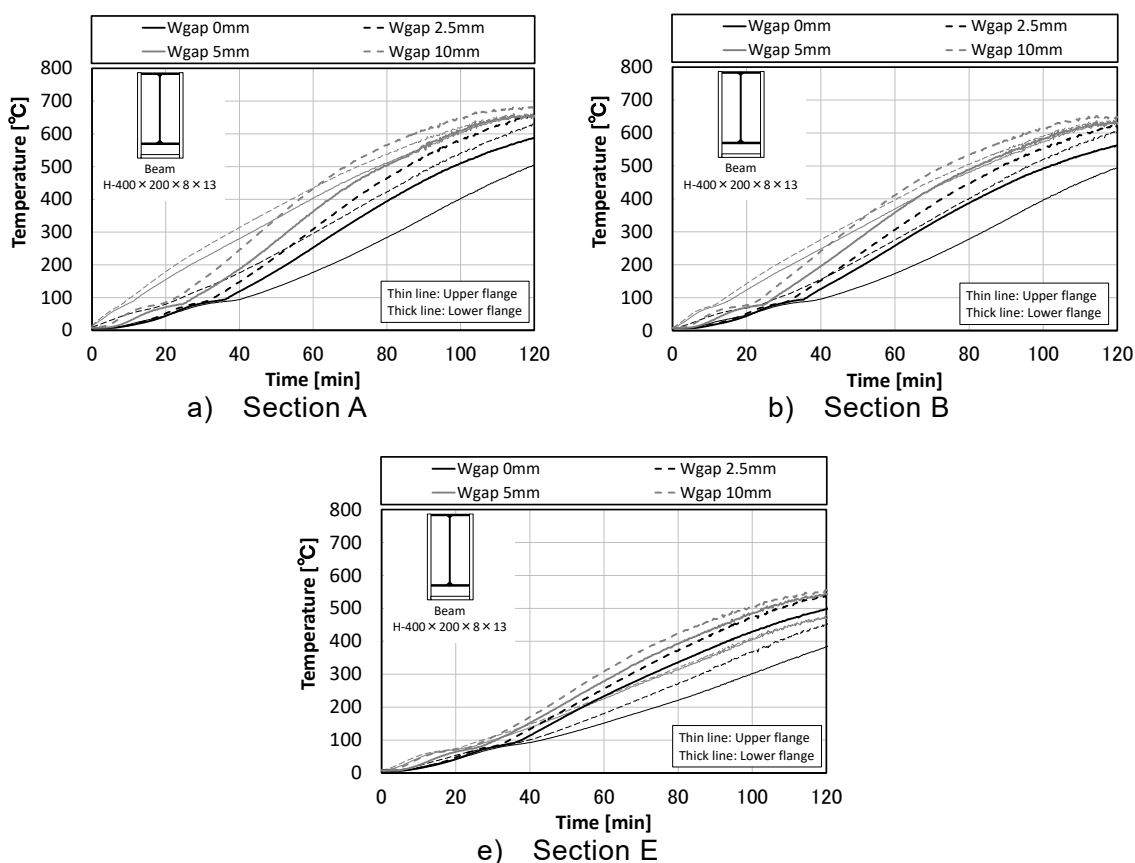 Wgap 0mm Wgap 2.5mm
Wgap 5mm Wgap 10mm
800
700
600
500
400
300
200
100
0
Temperature [℃]
Beam
H-400×200×8×13
Thin line: Upper flange
Thick line: Lower flange
0 20 40 60 80 100 120
Time [min]
a) Section A
Wgap 0mm Wgap 2.5mm
Wgap 5mm Wgap 10mm
800
700
600
500
400
300
200
100
0
Temperature [℃]
Beam
H-400×200×8×13
Thin line: Upper flange
Thick line: Lower flange
0 20 40 60 80 100 120
Time [min]
b) Section B
Wgap 0mm Wgap 2.5mm
Wgap 5mm Wgap 10mm
800
700
600
500
400
300
200
100
0
Temperature [℃]
Beam
H-400×200×8×13
Thin line: Upper flange
Thick line: Lower flange
0 20 40 60 80 100 120
Time [min]
e) Section E